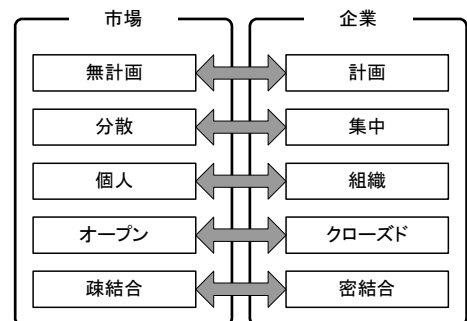 市場
企業
無計画
計画
分散
集中
個人
組織
オープン
クローズド
疎結合
密結合